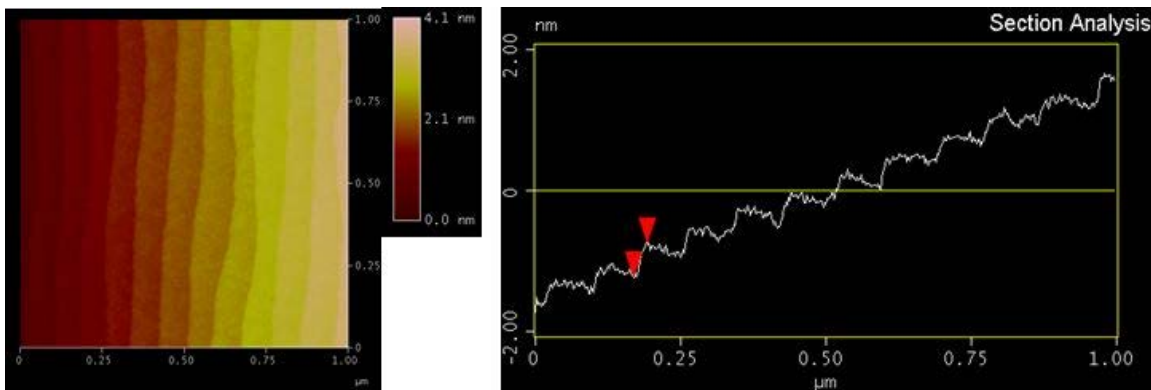 1.00
0.75
0.50
0.25
0
0 0.25 0.50 0.75 1.00
μm
4.1 nm
2.1 nm
0.0 nm
Section Analysis
nm
2.00
0
-2.00
0 0.25 0.50 0.75 1.00
μm